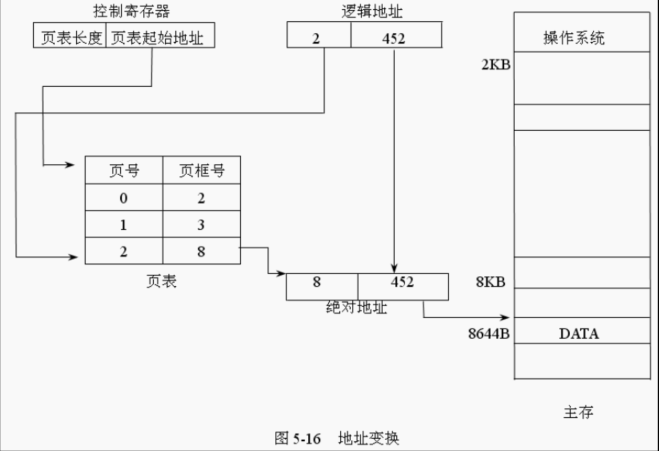 控制寄存器
逻辑地址
页表长度 页表起始地址
2 452
操作系统
2KB
页号 页框号
0 2
1 3
2 8
页表
8 452
8KB
绝对地址
8644B DATA
主存
图 5-16 地址变换